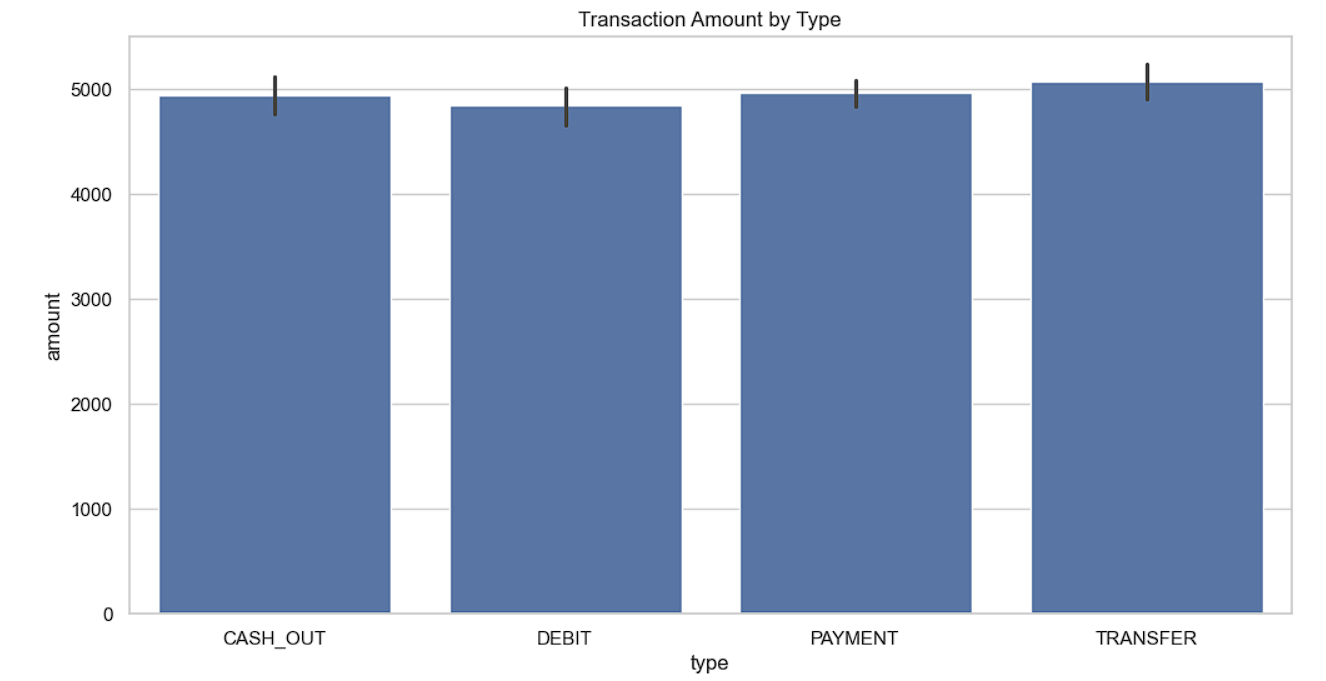 Transaction Amount by Type
amount
5000
4000
3000
2000
1000
0
CASH_OUT DEBIT PAYMENT TRANSFER
type